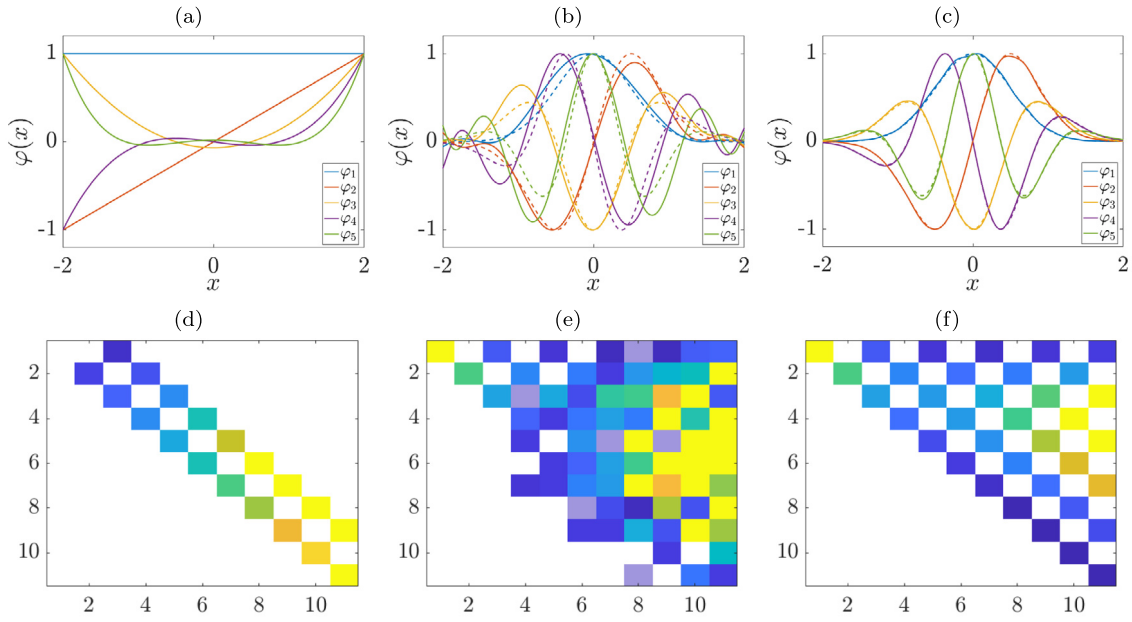 (a) (b) (c)
1 1 1
φ(x) φ(x) φ(x)
0 0 0
φ₁ φ₁ φ₁
φ₂ φ₂ φ₂
φ₃ φ₃ φ₃
φ₄ φ₄ φ₄
-1 φ₅ -1 φ₅ -1 φ₅
-2 0 2 -2 0 2 -2 0 2
x x x
(d) (e) (f)
2 2 2
4 4 4
6 6 6
8 8 8
10 10 10
2 4 6 8 10 2 4 6 8 10 2 4 6 8 10